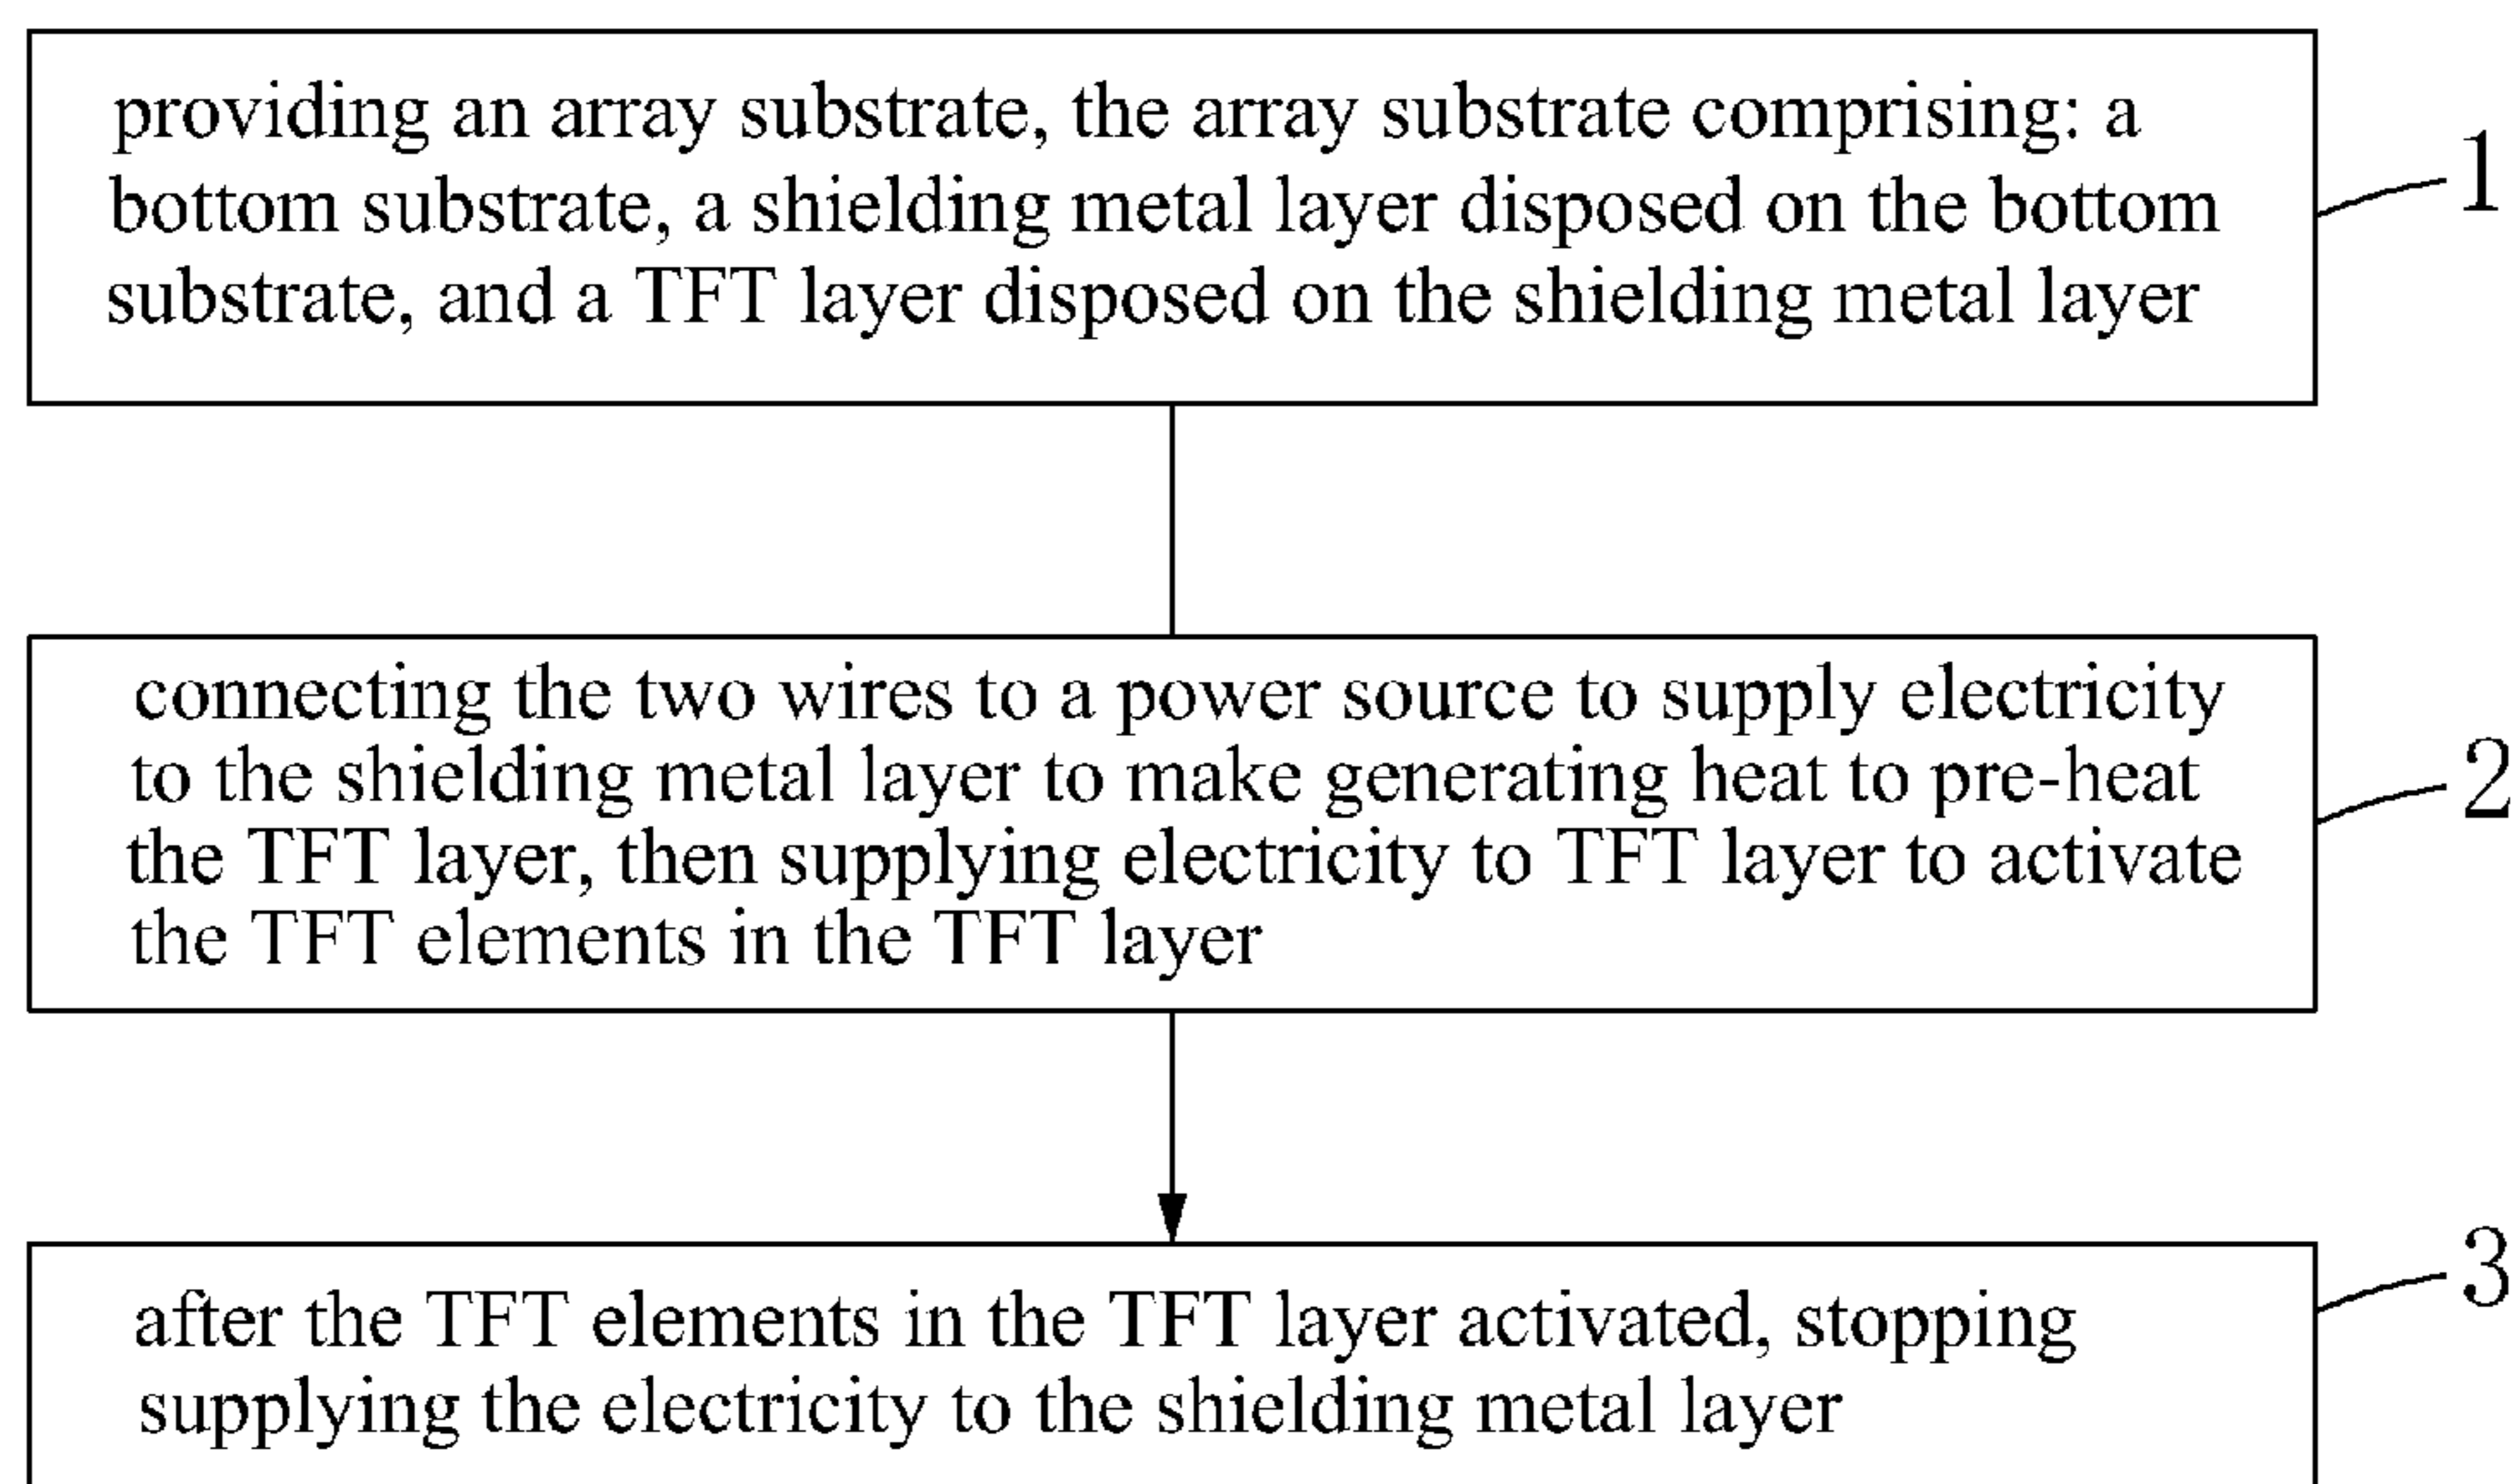 providing an array substrate, the array substrate comprising: a
bottom substrate, a shielding metal layer disposed on the bottom
substrate, and a TFT layer disposed on the shielding metal layer
1
connecting the two wires to a power source to supply electricity
to the shielding metal layer to make generating heat to pre-heat
the TFT layer, then supplying electricity to TFT layer to activate
the TFT elements in the TFT layer
2
after the TFT elements in the TFT layer activated, stopping
supplying the electricity to the shielding metal layer
3